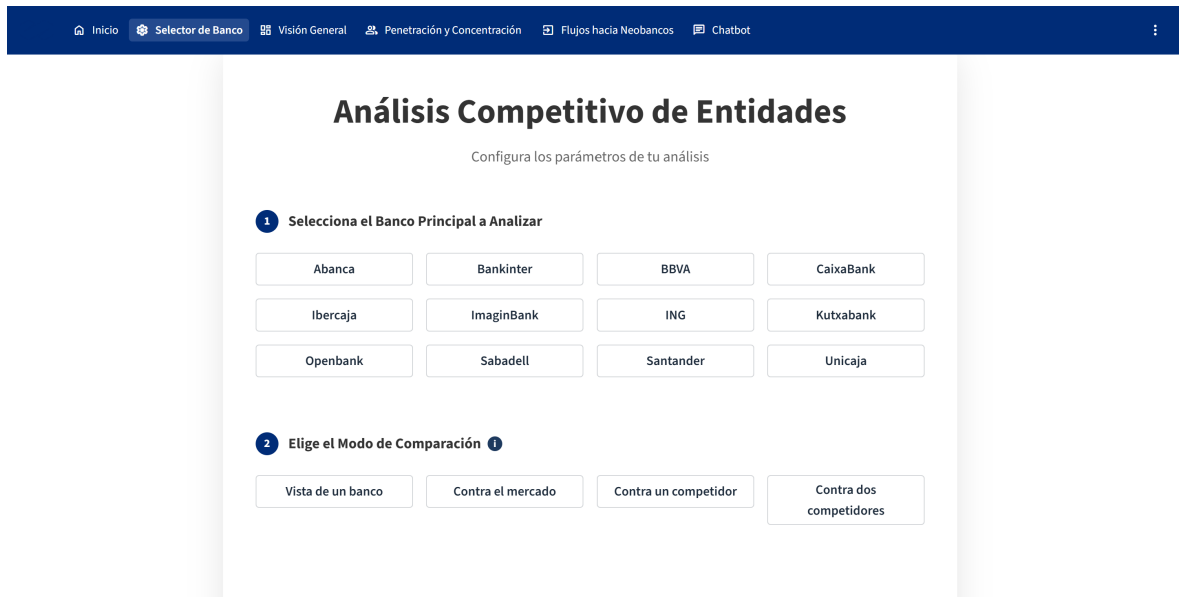 Inicio Selector de Banco Visión General Penetración y Concentración Flujos hacia Neobancos Chatbot
Análisis Competitivo de Entidades
Configura los parámetros de tu análisis
1 Selecciona el Banco Principal a Analizar
Abanca Bankinter BBVA CaixaBank
Ibercaja ImaginBank ING Kutxabank
Openbank Sabadell Santander Unicaja
2 Elige el Modo de Comparación i
Vista de un banco Contra el mercado Contra un competidor Contra dos
competidores